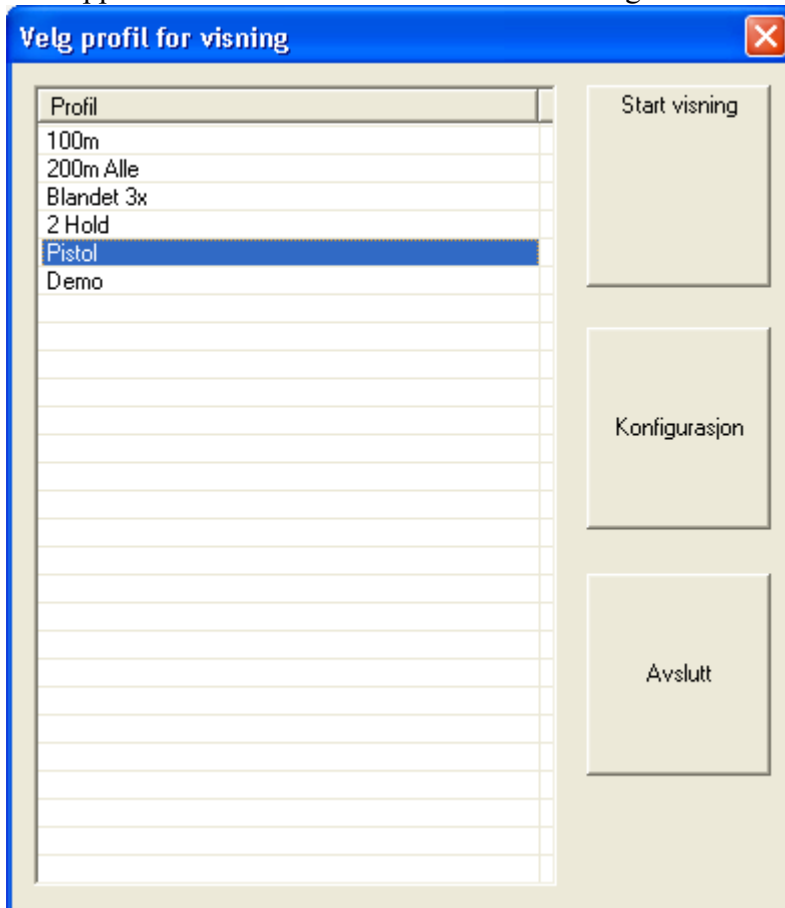 Velg profil for visning
Profil
100m
200m Alle
Blandet 3x
2 Hold
Pistol
Demo
Start visning
Konfigurasjon
Avslutt